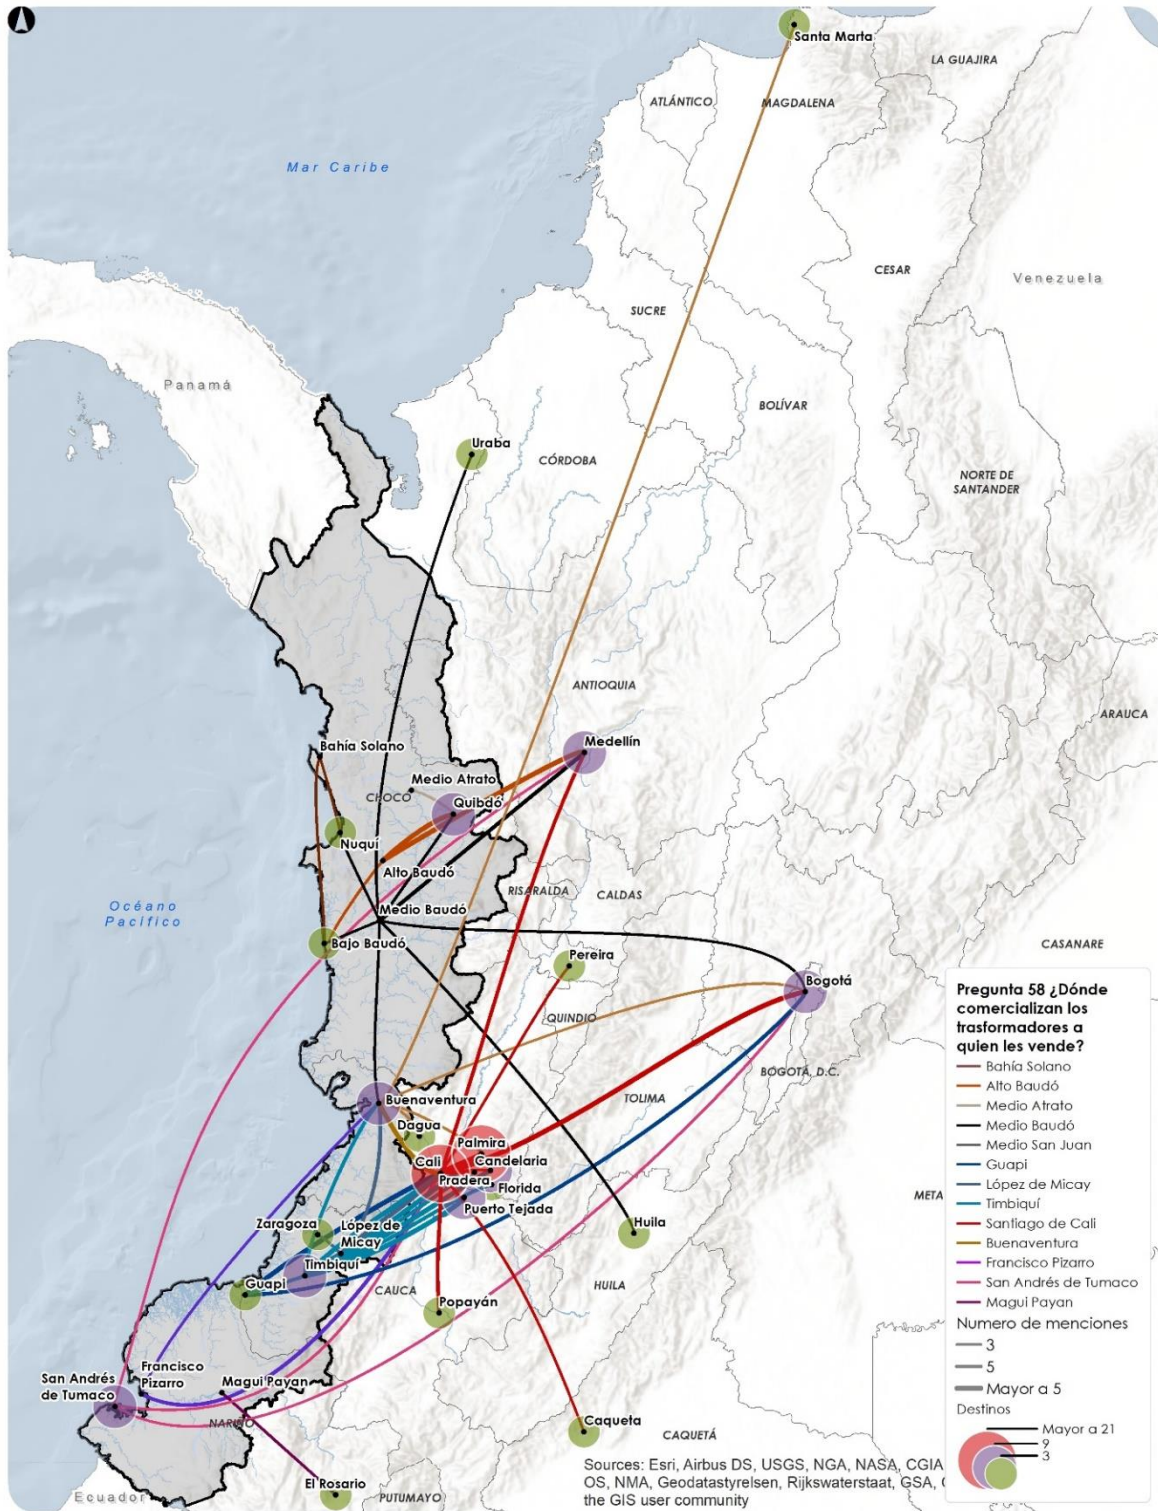 Santa Marta
LA GUAJIRA
ATLÁNTICO
MAGDALENA
Mar Caribe
CESAR
Venezuela
SUCRE
Panamá
BOLÍVAR
Uraba
CÓRDOBA
NORTE DE
SANTANDER
ANTIOQUIA
ARAUCA
Bahía Solano
Medellín
Medio Atrato
CHOCO
Quibdó
Nuquí
Alto Baudó
RISARALDA
CALDAS
Océano
Pacífico
Medio Baudó
Bajo Baudó
CASANARE
Pereira
Bogotá
QUINDIO
BOGOTÁ, D.C.
Buenaventura
TOLIMA
Dagua
Palmira
Cali
Candelaria
Pradera
Florida
Puerto Tejada
META
Zaragoza
López de
Micay
Huila
Timbiquí
Guapi
CAUCA
HUILA
Popayán
Francisco
Pizarro
San Andrés
de Tumaco
Magui Payan
NARIÑO
Caqueta
CAQUETÁ
El Rosario
PUTUMAYO
Ecuador
Pregunta 58 ¿Dónde
comercializan los
trasformadores a
quien les vende?
Bahía Solano
Alto Baudó
Medio Atrato
Medio Baudó
Medio San Juan
Guapi
López de Micay
Timbiquí
Santiago de Cali
Buenaventura
Francisco Pizarro
San Andrés de Tumaco
Magui Payan
Numero de menciones
3
5
Mayor a 5
Destinos
Mayor a 21
9
3
Sources: Esri, Airbus DS, USGS, NGA, NASA, CGIA
OS, NMA, Geodatastyrelsen, Rijkswaterstaat, GSA,
the GIS user community